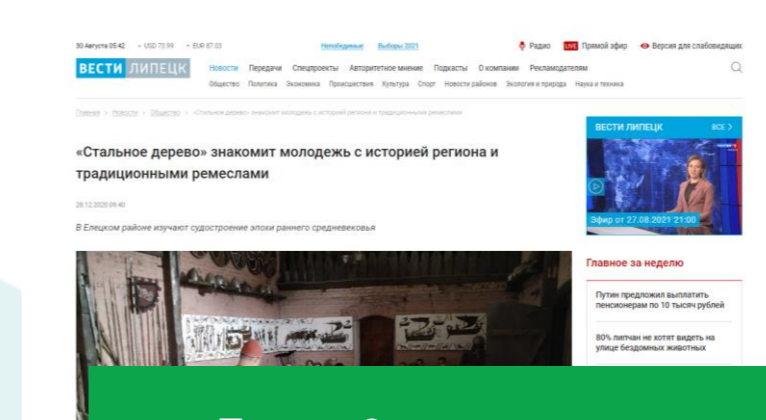 30 Августа 05:42 • USD 73.99 • EUR 87.03 Непобедимые Выборы 2021 Радио LIVE Прямой эфир Версия для слабовидящих
ВЕСТИ ЛИПЕЦК
Новости Передачи Спецпроекты Авторитетное мнение Подкасты О компании Рекламодателям
Общество Политика Экономика Происшествия Культура Спорт Новости районов Экология и природа Наука и техника
Главная > Новости > Общество > «Стальное дерево» знакомит молодежь с историей региона и традиционными ремеслами
«Стальное дерево» знакомит молодежь с историей региона и
традиционными ремеслами
28.12.2020 09:40
В Елецком районе изучают судостроение эпохи раннего средневековья
ВЕСТИ ЛИПЕЦК ВСЕ >
Эфир от 27.08.2021 21:00
Главное за неделю
Путин предложил выплатить
пенсионерам по 10 тысяч рублей
80% липчан не хотят видеть на
улице бездомных животных